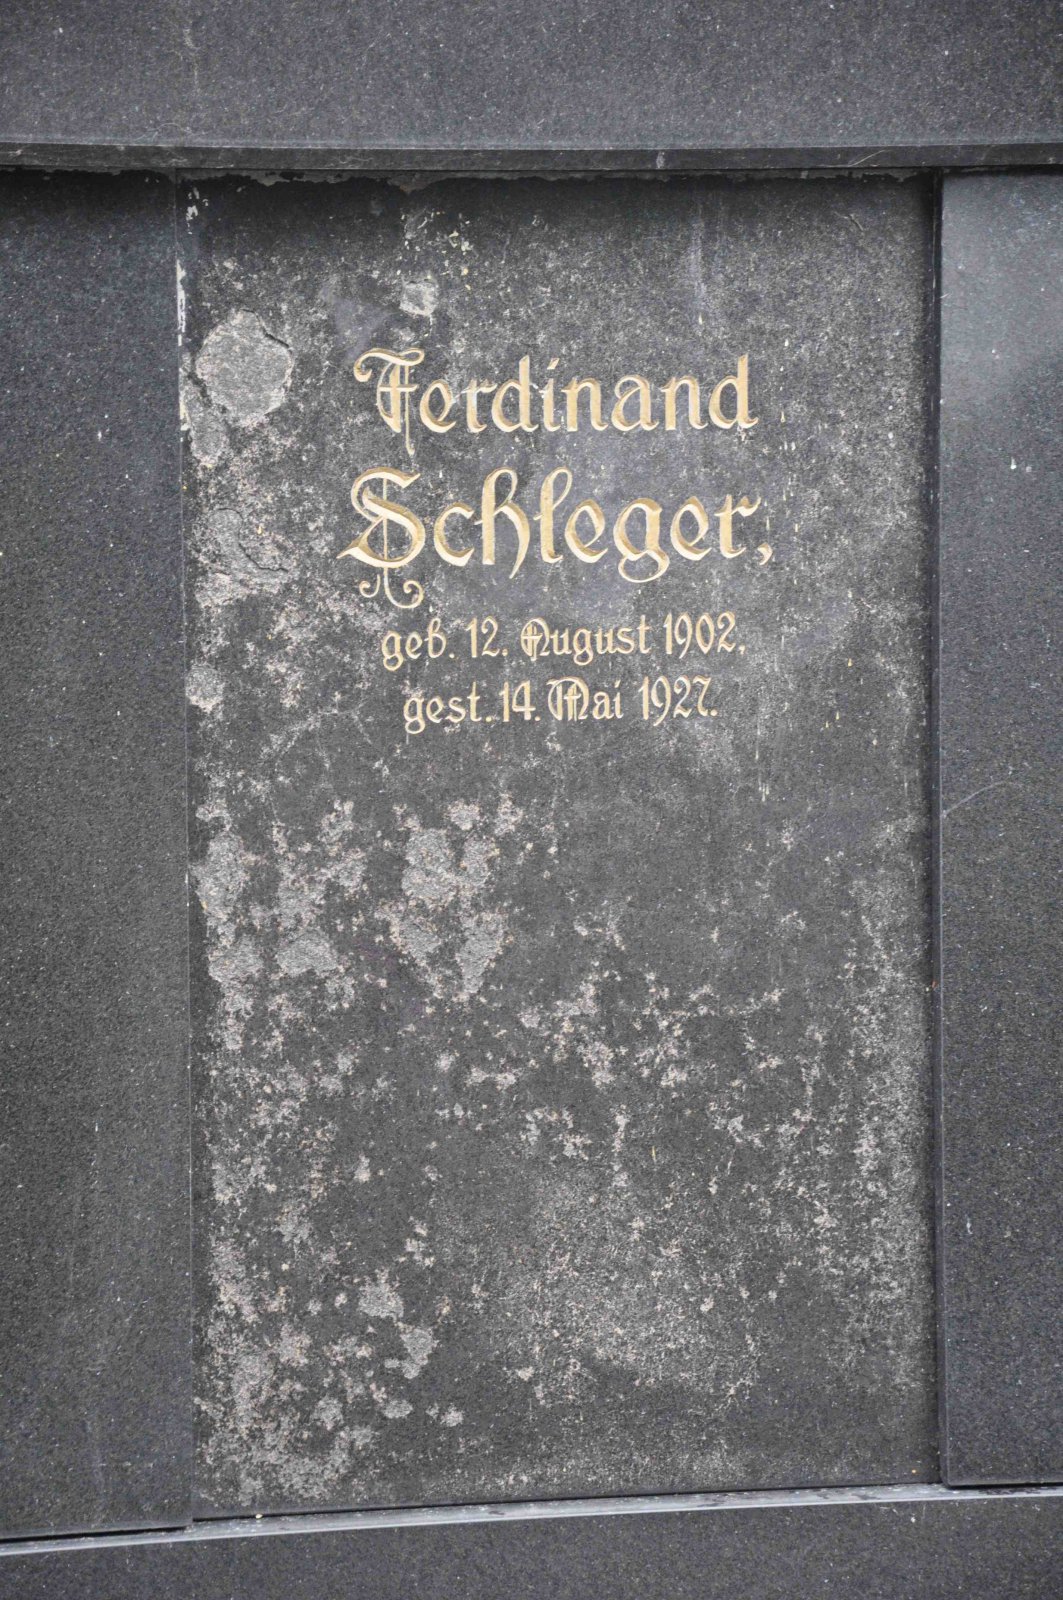 Ferdinand
Schleger,
geb. 12. August 1902,
gest. 14. Mai 1927.